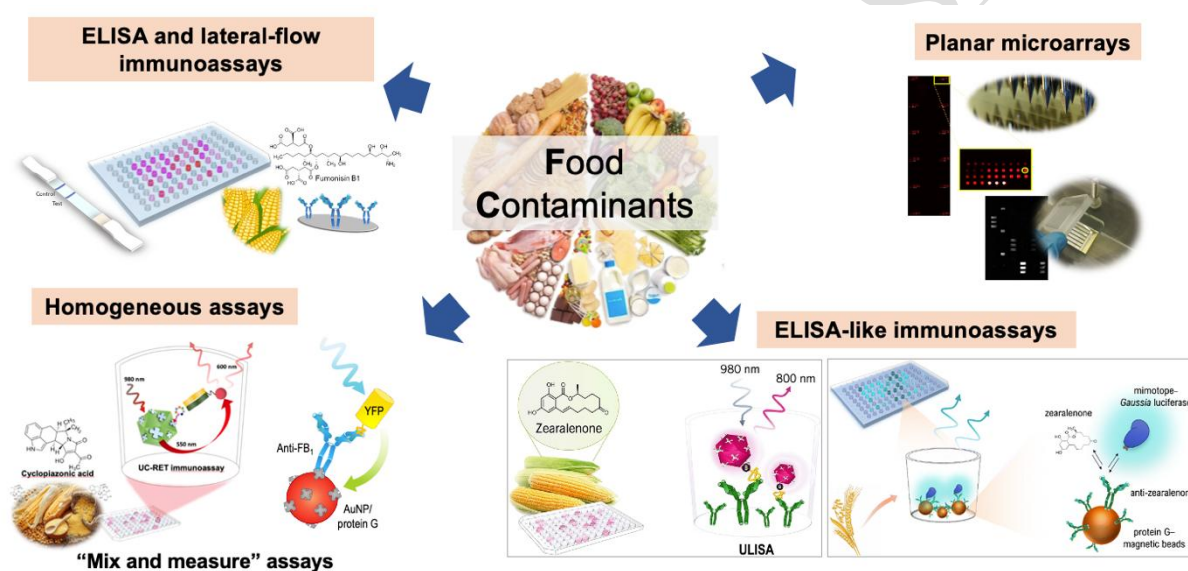 ELISA and lateral-flow
immunoassays
Control
Test
Fumonisin B1
Food
Contaminants
Planar microarrays
Homogeneous assays
980 nm
600 nm
550 nm
UC-RET immunoassay
Cyclopiazonic acid
YFP
Anti-FB1
AuNP/
protein G
"Mix and measure" assays
ELISA-like immunoassays
Zearalenone
980 nm
800 nm
ULISA
mimotope-
Gaussia luciferase
zearalenone
anti-zearalenone
protein G–
magnetic beads